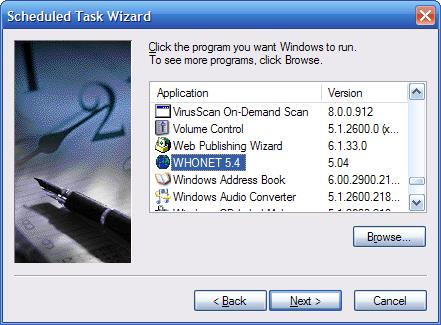 Scheduled Task Wizard
Click the program you want Windows to run.
To see more programs, click Browse.
Application Version
VirusScan On-Demand Scan 8.0.0.912
Volume Control 5.1.2600.0 (x...
Web Publishing Wizard 6.1.33.0
WHONET 5.4 5.04
Windows Address Book 6.00.2900.21...
Windows Audio Converter 5.1.2600.218...
Browse...
< Back Next > Cancel